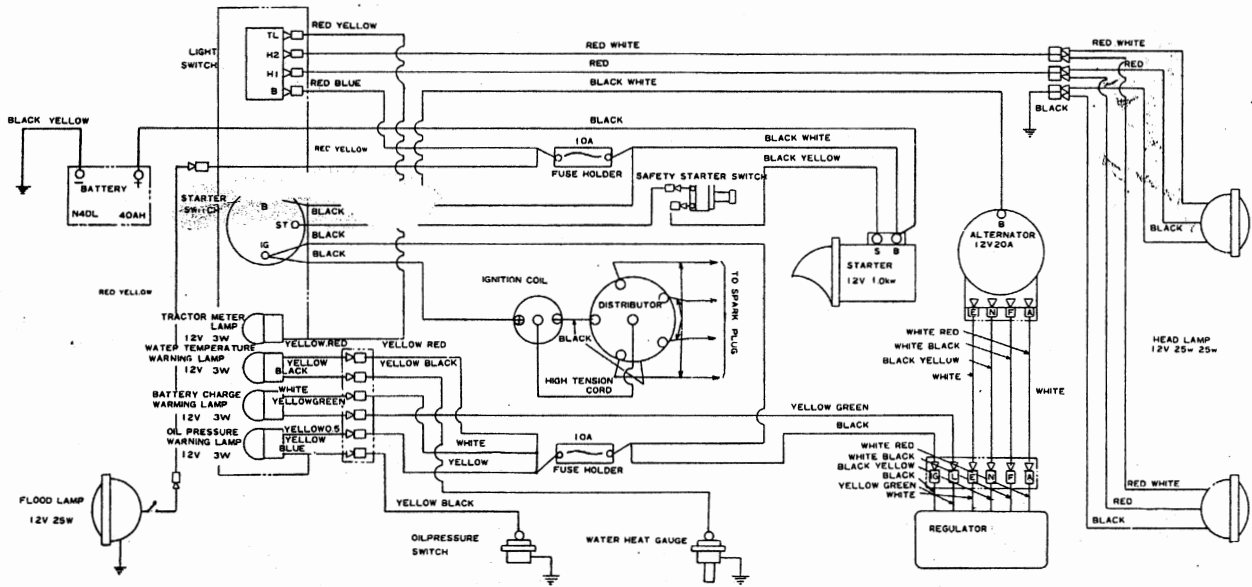 RED YELLOW
TL
H2
H1
B
LIGHT
SWITCH
RED BLUE
RED WHITE
RED
BLACK WHITE
RED WHITE
RED
BLACK
BLACK YELLOW
BLACK
BLACK WHITE
RED YELLOW
10A
FUSE HOLDER
BLACK YELLOW
SAFETY STARTER SWITCH
BATTERY
N4DL 40AH
STARTER
SWITCH
B
ST
IG
BLACK
BLACK
BLACK
S B
STARTER
12V 1.0kw
B
ALTERNATOR
12V20A
E N F A
BLACK
IGNITION COIL
DISTRIBUTOR
TO SPARK PLUG
BLACK
HIGH TENSION
CORD
RED YELLOW
TRACTOR METER
LAMP
12V 3W
WATER TEMPERATURE
WARNING LAMP
12V 3W
BATTERY CHARGE
WARMING LAMP
12V 3W
OIL PRESSURE
WARNING LAMP
12V 3W
YELLOW.RED
YELLOW
BLACK
WHITE
YELLOWGREEN
YELLOW0.5
YELLOW
BLUE
YELLOW RED
YELLOW BLACK
WHITE
YELLOW
YELLOW BLACK
10A
FUSE HOLDER
YELLOW GREEN
BLACK
WHITE RED
WHITE BLACK
BLACK YELLOW
WHITE
WHITE
HEAD LAMP
12V 25w 25w
WHITE RED
WHITE BLACK
BLACK YELLOW
BLACK
YELLOW GREEN
WHITE
IG L E N F A
REGULATOR
RED WHITE
RED
BLACK
FLOOD LAMP
12V 25W
OILPRESSURE
SWITCH
WATER HEAT GAUGE